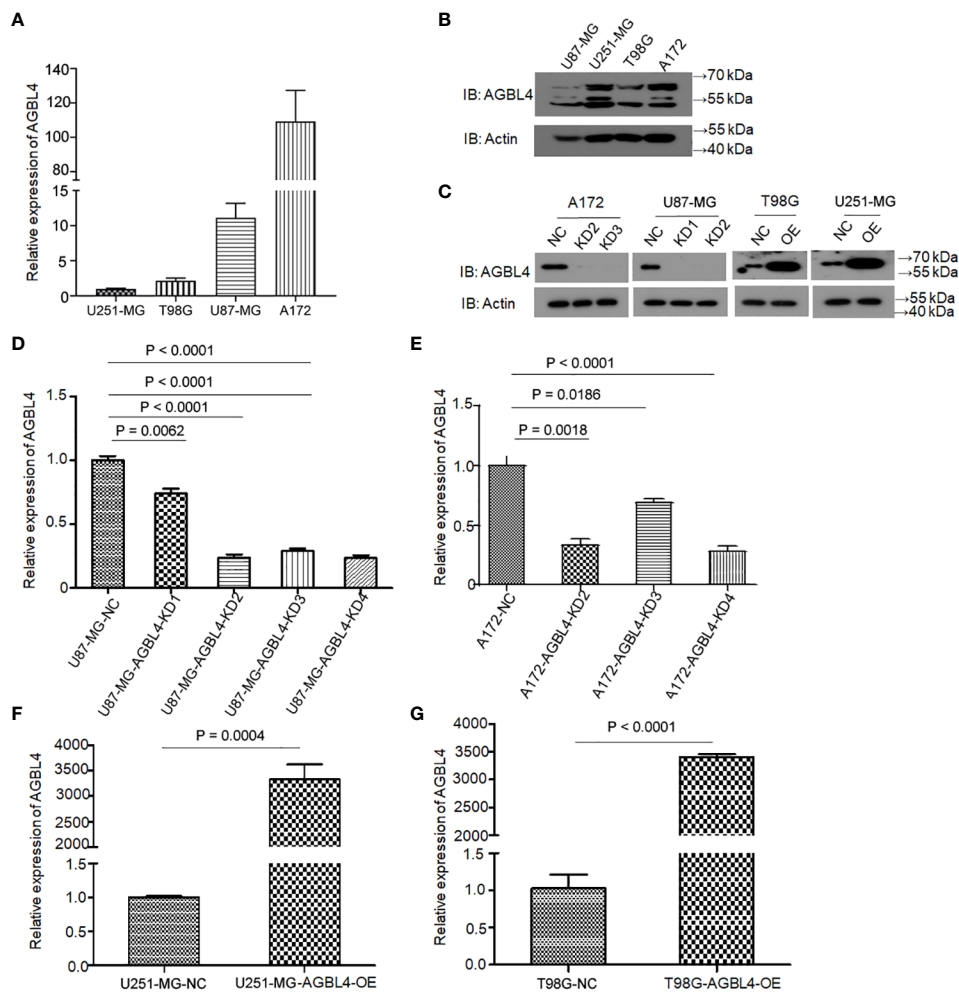 A
Relative expression of AGBL4
140
120
100
80
60
40
20
15
10
5
0
U251-MG T98G U87-MG A172
B
U87-MG U251-MG T98G A172
IB: AGBL4
→70 kDa
→55 kDa
IB: Actin
→55 kDa
→40 kDa
C
A172 U87-MG T98G U251-MG
NC KD2 KD3 NC KD1 KD2 NC OE NC OE
IB: AGBL4
→70 kDa
→55 kDa
IB: Actin
→55 kDa
→40 kDa
D
P < 0.0001
P < 0.0001
P < 0.0001
P = 0.0062
Relative expression of AGBL4
1.5
1.0
0.5
0
U87-MG-NC
U87-MG-AGBL4-KD1
U87-MG-AGBL4-KD2
U87-MG-AGBL4-KD3
U87-MG-AGBL4-KD4
E
P < 0.0001
P = 0.0186
P = 0.0018
Relative expression of AGBL4
1.5
1.0
0.5
0
A172-NC
A172-AGBL4-KD2
A172-AGBL4-KD3
A172-AGBL4-KD4
F
P = 0.0004
Relative expression of AGBL4
4000
3500
3000
2500
2000
1.5
1.0
0.5
0.0
U251-MG-NC U251-MG-AGBL4-OE
G
P < 0.0001
Relative expression of AGBL4
4000
3500
3000
2500
2000
1.5
1.0
0.5
0.0
T98G-NC T98G-AGBL4-OE